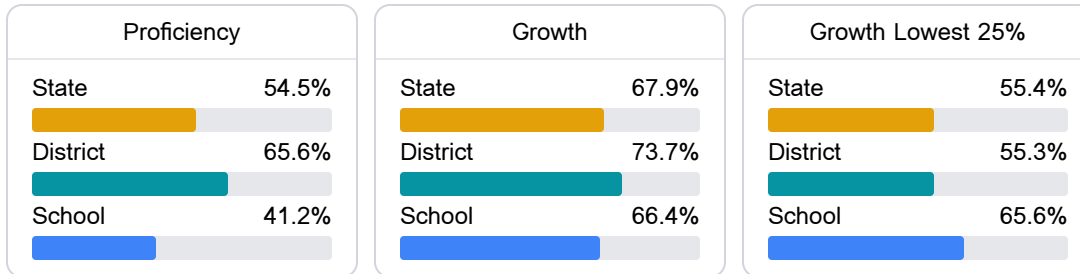 Proficiency
State 54.5%
District 65.6%
School 41.2%
Growth
State 67.9%
District 73.7%
School 66.4%
Growth Lowest 25%
State 55.4%
District 55.3%
School 65.6%